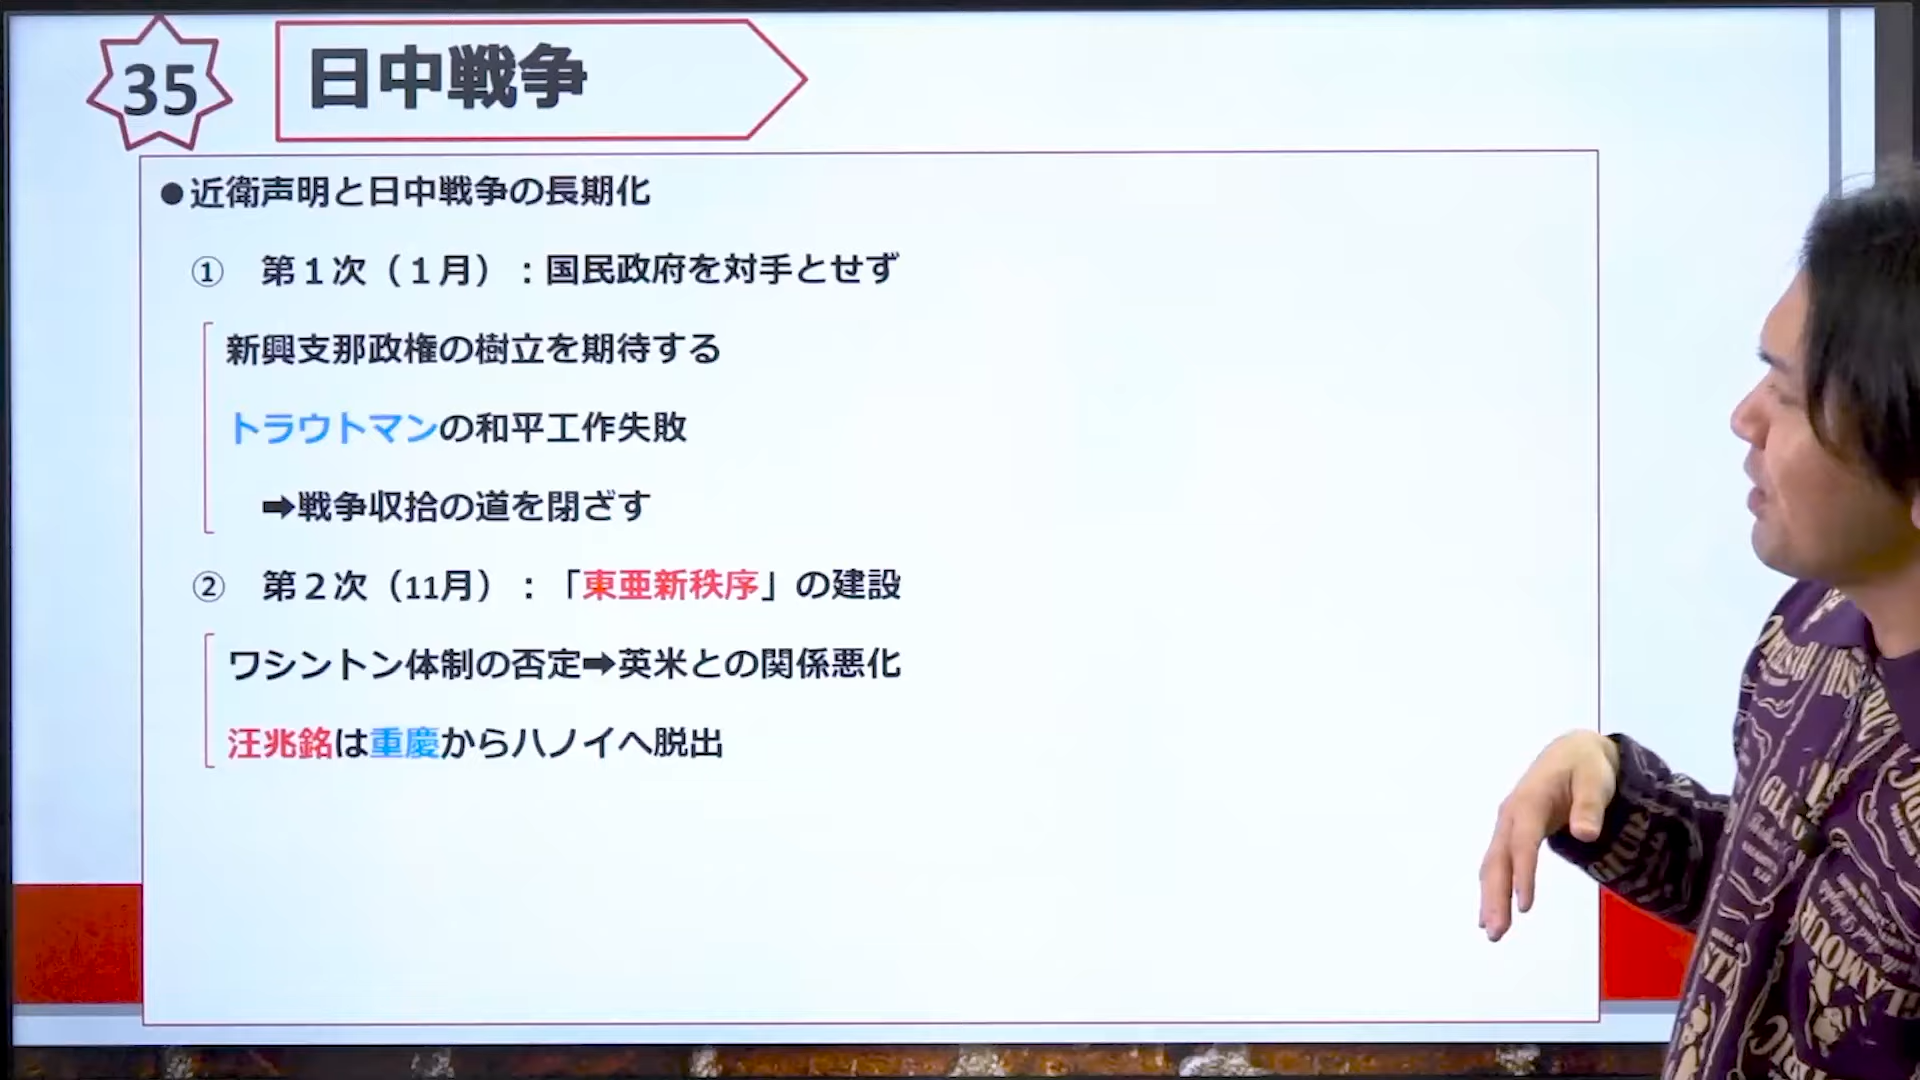 35
日中戦争
●近衛声明と日中戦争の長期化
① 第１次（１月）：国民政府を対手とせず
新興支那政権の樹立を期待する
トラウトマンの和平工作失敗
➡戦争収拾の道を閉ざす
② 第２次（11月）：「東亜新秩序」の建設
ワシントン体制の否定➡英米との関係悪化
汪兆銘は重慶からハノイへ脱出